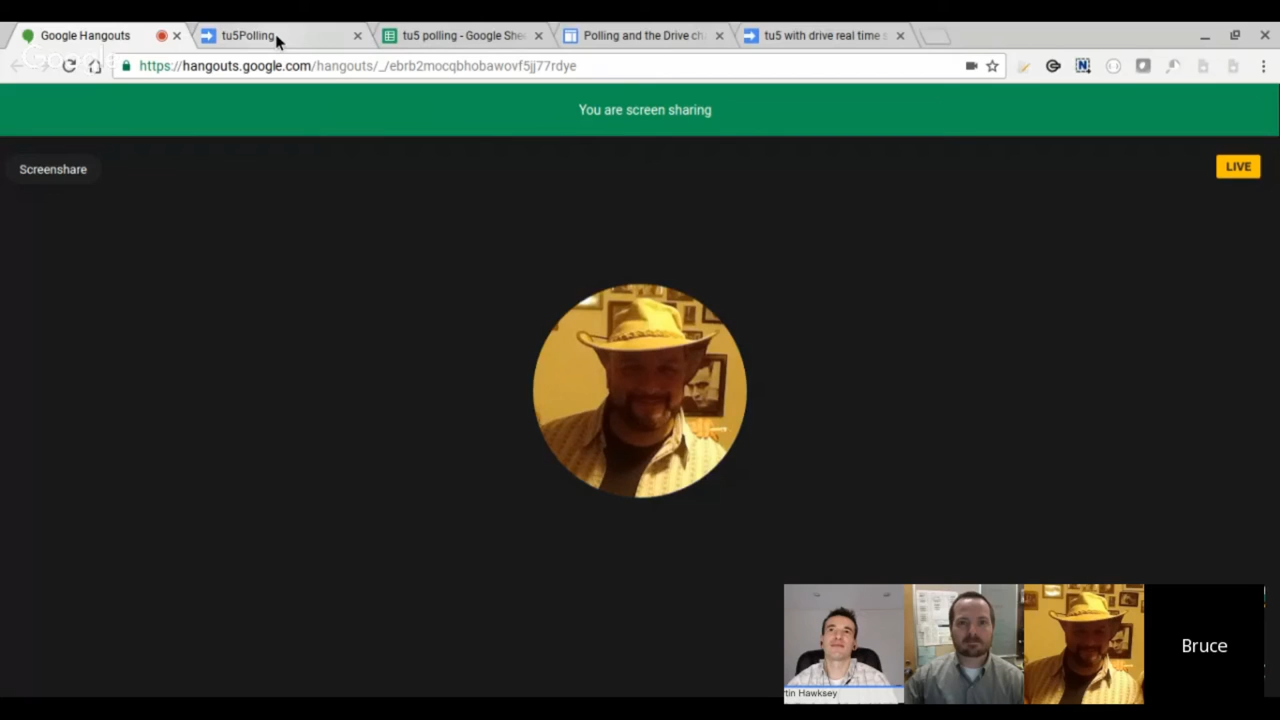 Google Hangouts
tu5Polling
tu5 polling - Google She
Polling and the Drive ch
tu5 with drive real time s
Google
https://hangouts.google.com/hangouts/_/ebrb2mocqbhobawovf5jj77rdye
You are screen sharing
Screenshare
LIVE
Bruce
tin Hawksey